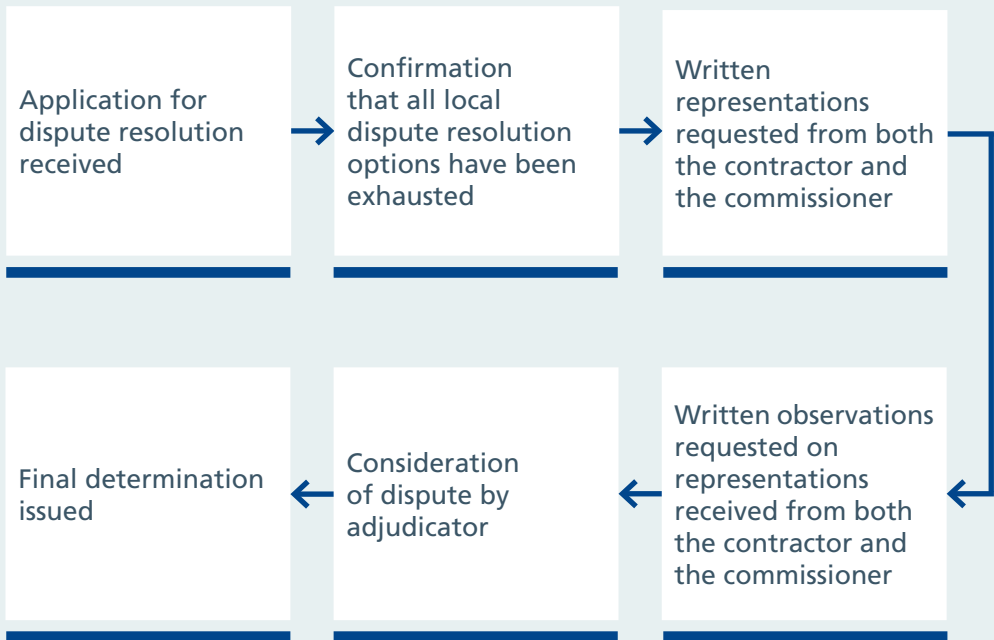 Application for
dispute resolution
received
Confirmation
that all local
dispute resolution
options have been
exhausted
Written
representations
requested from both
the contractor and
the commissioner
Written observations
requested on
representations
received from both
the contractor and
the commissioner
Consideration
of dispute by
adjudicator
Final determination
issued